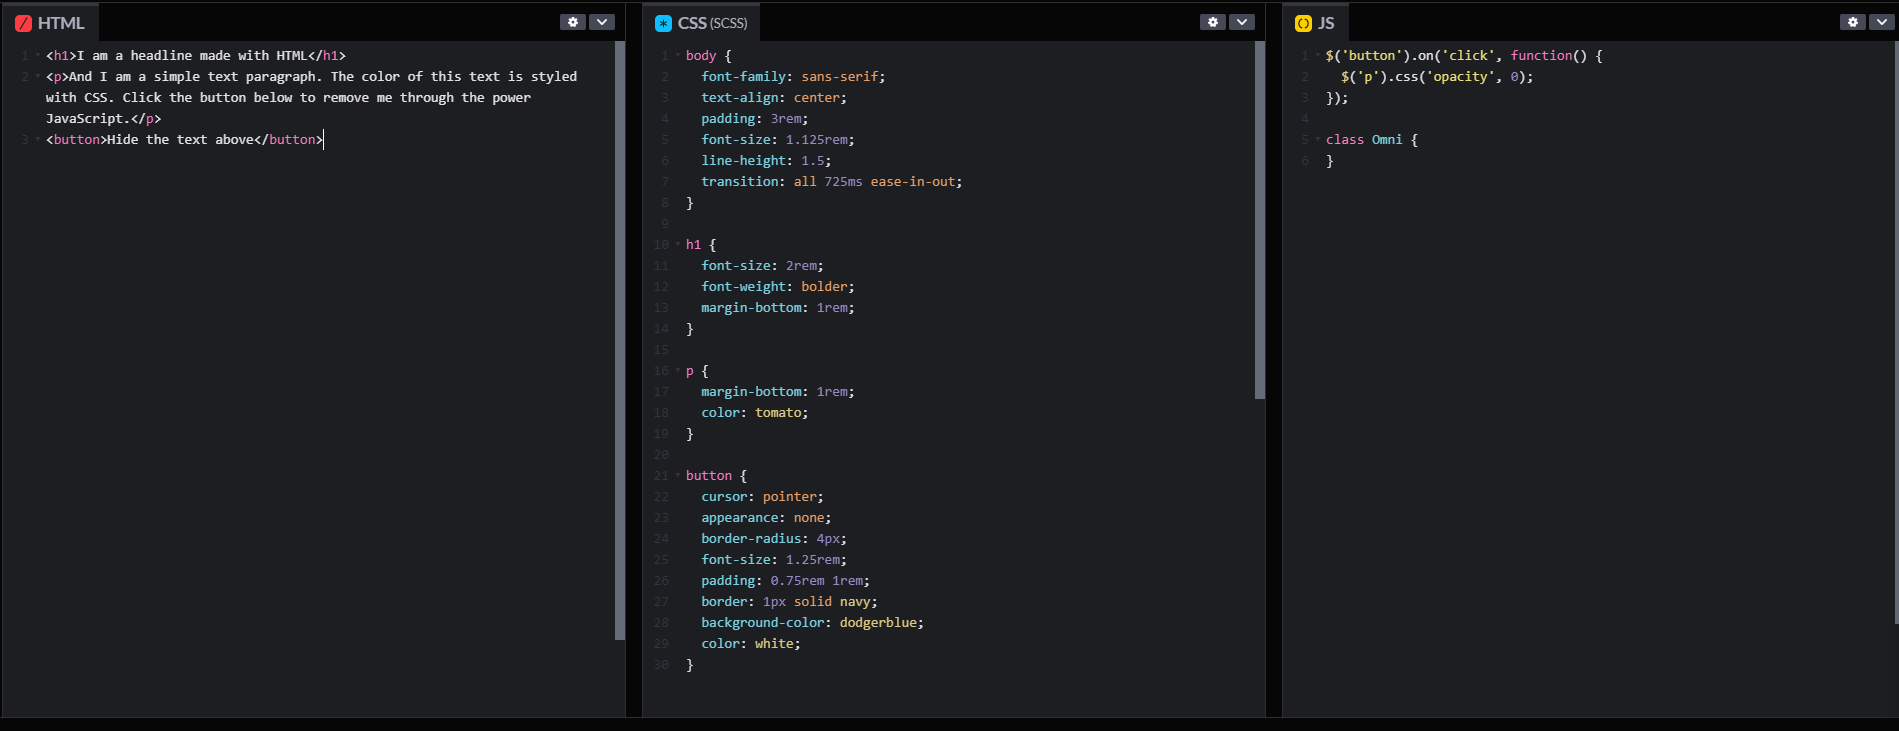 HTML
1 <h1>I am a headline made with HTML</h1>
2 <p>And I am a simple text paragraph. The color of this text is styled
with CSS. Click the button below to remove me through the power
JavaScript.</p>
3 <button>Hide the text above</button>
CSS (SCSS)
1 body {
2   font-family: sans-serif;
3   text-align: center;
4   padding: 3rem;
5   font-size: 1.125rem;
6   line-height: 1.5;
7   transition: all 725ms ease-in-out;
8 }
9
10 h1 {
11   font-size: 2rem;
12   font-weight: bolder;
13   margin-bottom: 1rem;
14 }
15
16 p {
17   margin-bottom: 1rem;
18   color: tomato;
19 }
20
21 button {
22   cursor: pointer;
23   appearance: none;
24   border-radius: 4px;
25   font-size: 1.25rem;
26   padding: 0.75rem 1rem;
27   border: 1px solid navy;
28   background-color: dodgerblue;
29   color: white;
30 }
JS
1 $('button').on('click', function() {
2   $('p').css('opacity', 0);
3 });
4
5 class Omni {
6 }